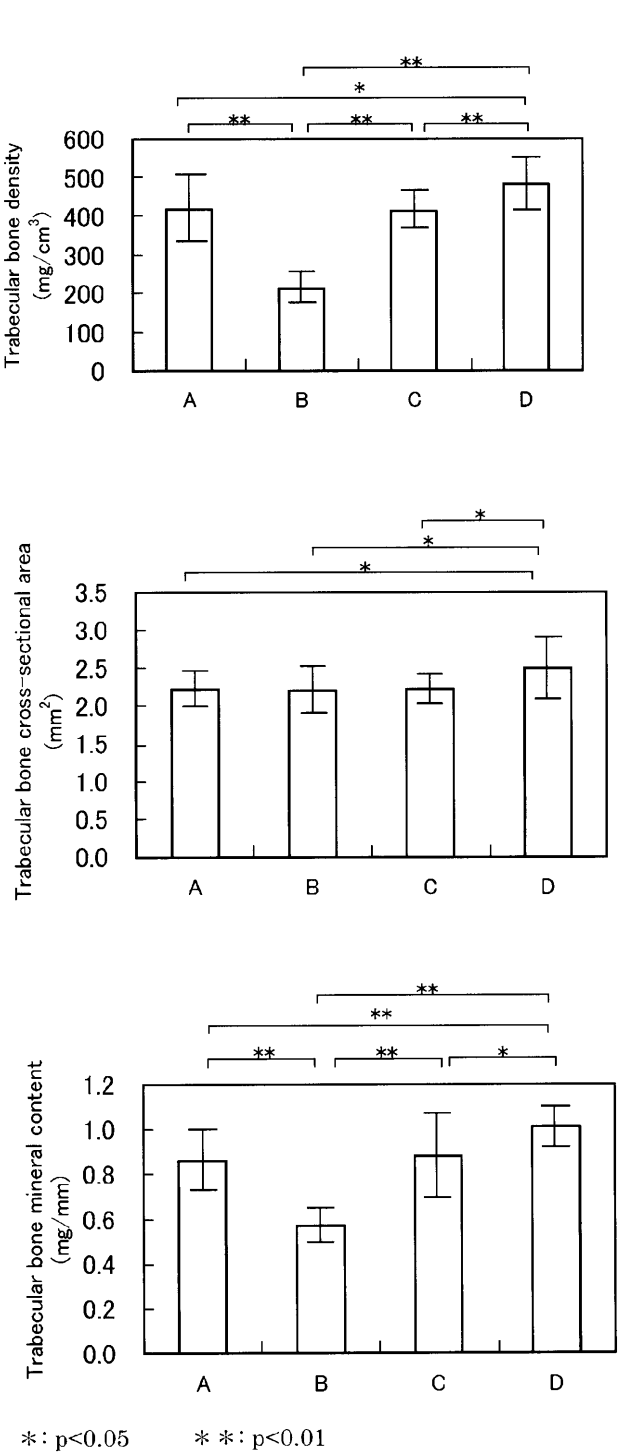 **
*
** ** **
Trabecular bone density
(mg/cm³)
600
500
400
300
200
100
0
A B C D
*
*
*
Trabecular bone cross-sectional area
(mm²)
3.5
3.0
2.5
2.0
1.5
1.0
0.5
0.0
A B C D
**
**
** ** *
Trabecular bone mineral content
(mg/mm)
1.2
1.0
0.8
0.6
0.4
0.2
0.0
A B C D
*: p<0.05 **: p<0.01